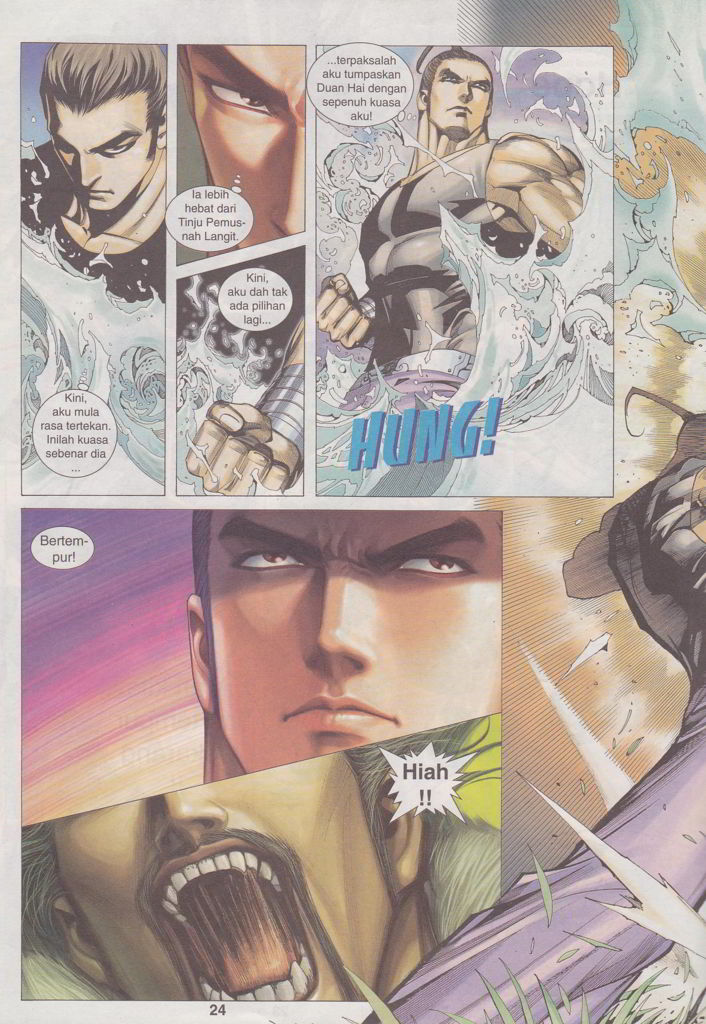 Kini,
aku mula
rasa tertekan.
Inilah kuasa
sebenar dia
...
Ia lebih
hebat dari
Tinju Pemus-
nah Langit.
Kini,
aku dah tak
ada pilihan
lagi...
...terpaksalah
aku tumpaskan
Duan Hai dengan
sepenuh kuasa
aku!
HUNG!
Bertem-
pur!
Hiah
!!
24